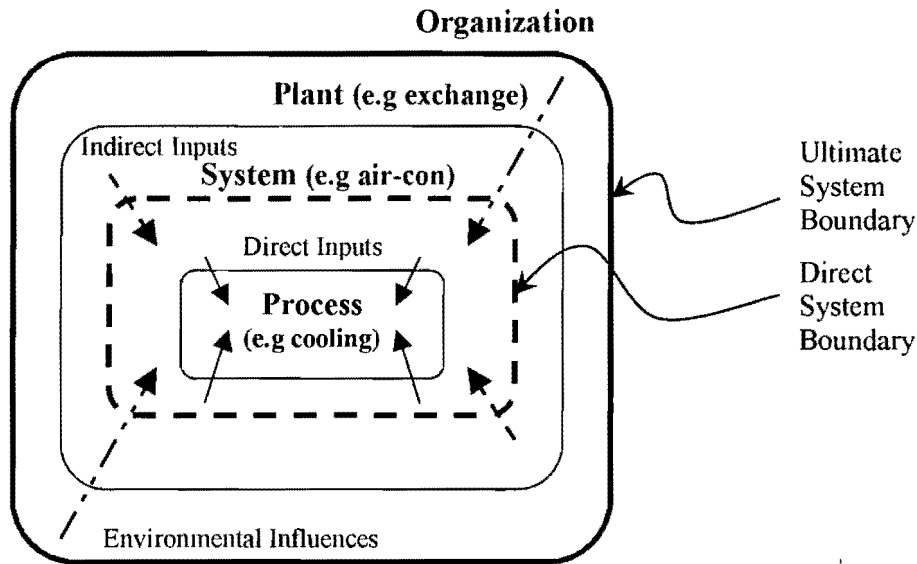 Organization
Plant (e.g exchange)
Indirect Inputs
System (e.g air-con)
Direct Inputs
Process
(e.g cooling)
Environmental Influences
Ultimate
System
Boundary
Direct
System
Boundary